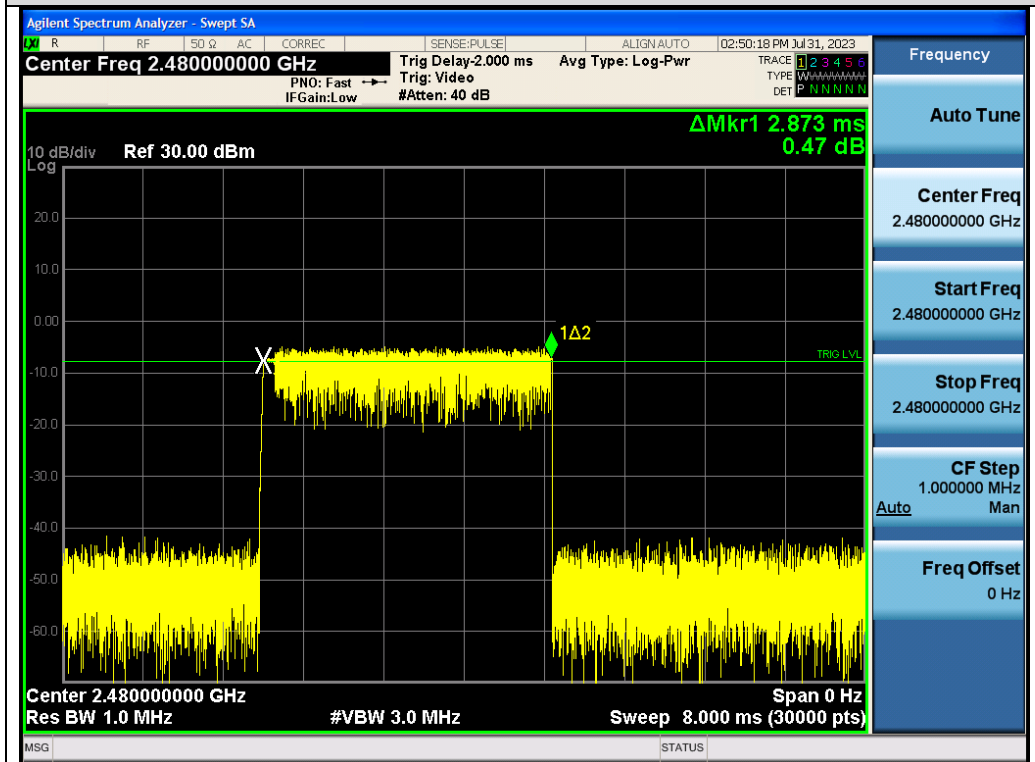 Agilent Spectrum Analyzer - Swept SA
LXI R RF 50 Ω AC CORREC SENSE:PULSE ALIGN AUTO 02:50:18 PM Jul 31, 2023
Center Freq 2.480000000 GHz
PNO: Fast
IFGain:Low
Trig Delay-2.000 ms
Trig: Video
#Atten: 40 dB
Avg Type: Log-Pwr
TRACE 1 2 3 4 5 6
TYPE WWWWWW
DET P N N N N N
ΔMkr1 2.873 ms
0.47 dB
10 dB/div
Log
Ref 30.00 dBm
20.0
10.0
0.00
-10.0
-20.0
-30.0
-40.0
-50.0
-60.0
1Δ2
TRIG LVL
Center 2.480000000 GHz
Span 0 Hz
Res BW 1.0 MHz
#VBW 3.0 MHz
Sweep 8.000 ms (30000 pts)
MSG
STATUS
Frequency
Auto Tune
Center Freq
2.480000000 GHz
Start Freq
2.480000000 GHz
Stop Freq
2.480000000 GHz
CF Step
1.000000 MHz
Auto Man
Freq Offset
0 Hz